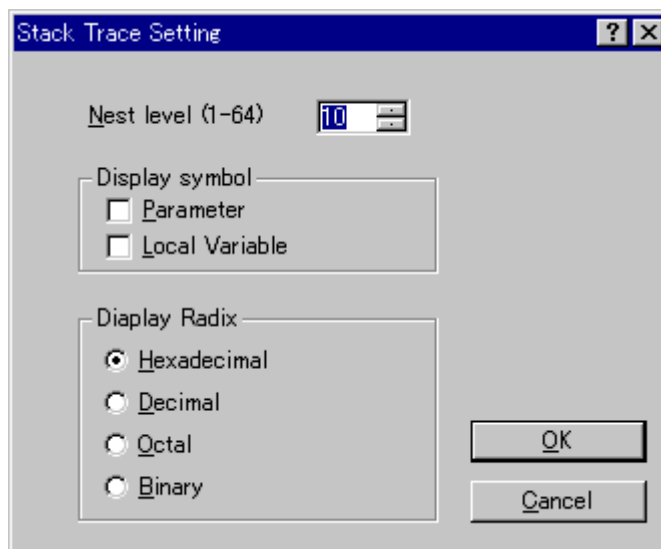 Stack Trace Setting
Nest level (1-64) 10
Display symbol
Parameter
Local Variable
Diaplay Radix
Hexadecimal
Decimal
Octal
Binary
OK
Cancel